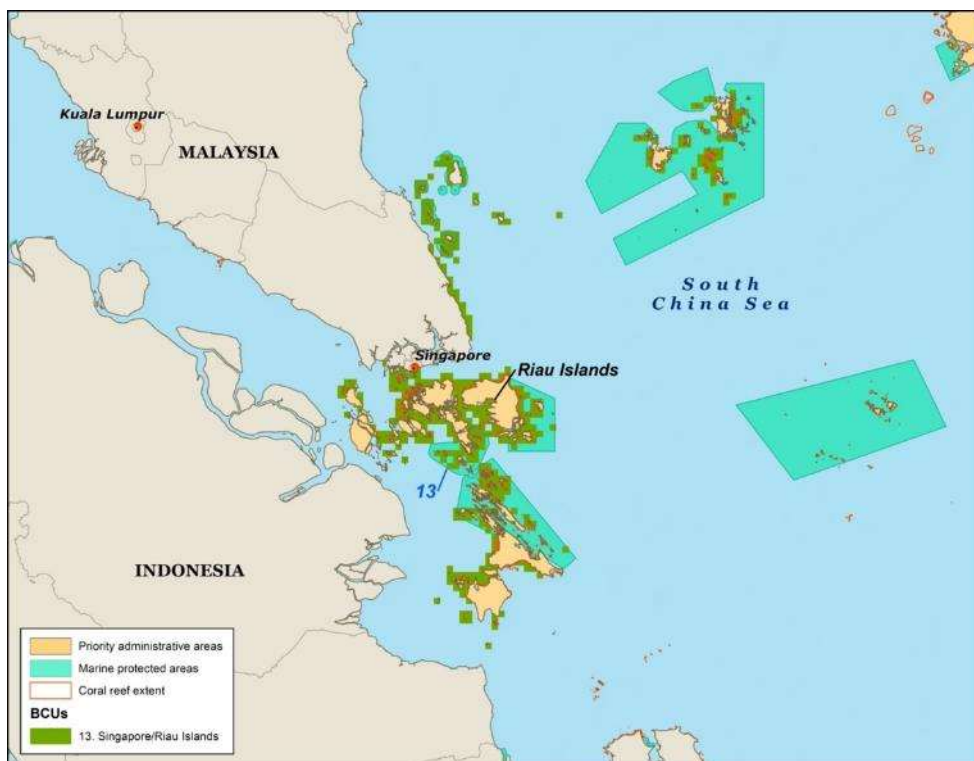 Kuala Lumpur
MALAYSIA
South
China Sea
Singapore
Riau Islands
13
INDONESIA
Priority administrative areas
Marine protected areas
Coral reef extent
BCUs
13. Singapore/Riau Islands